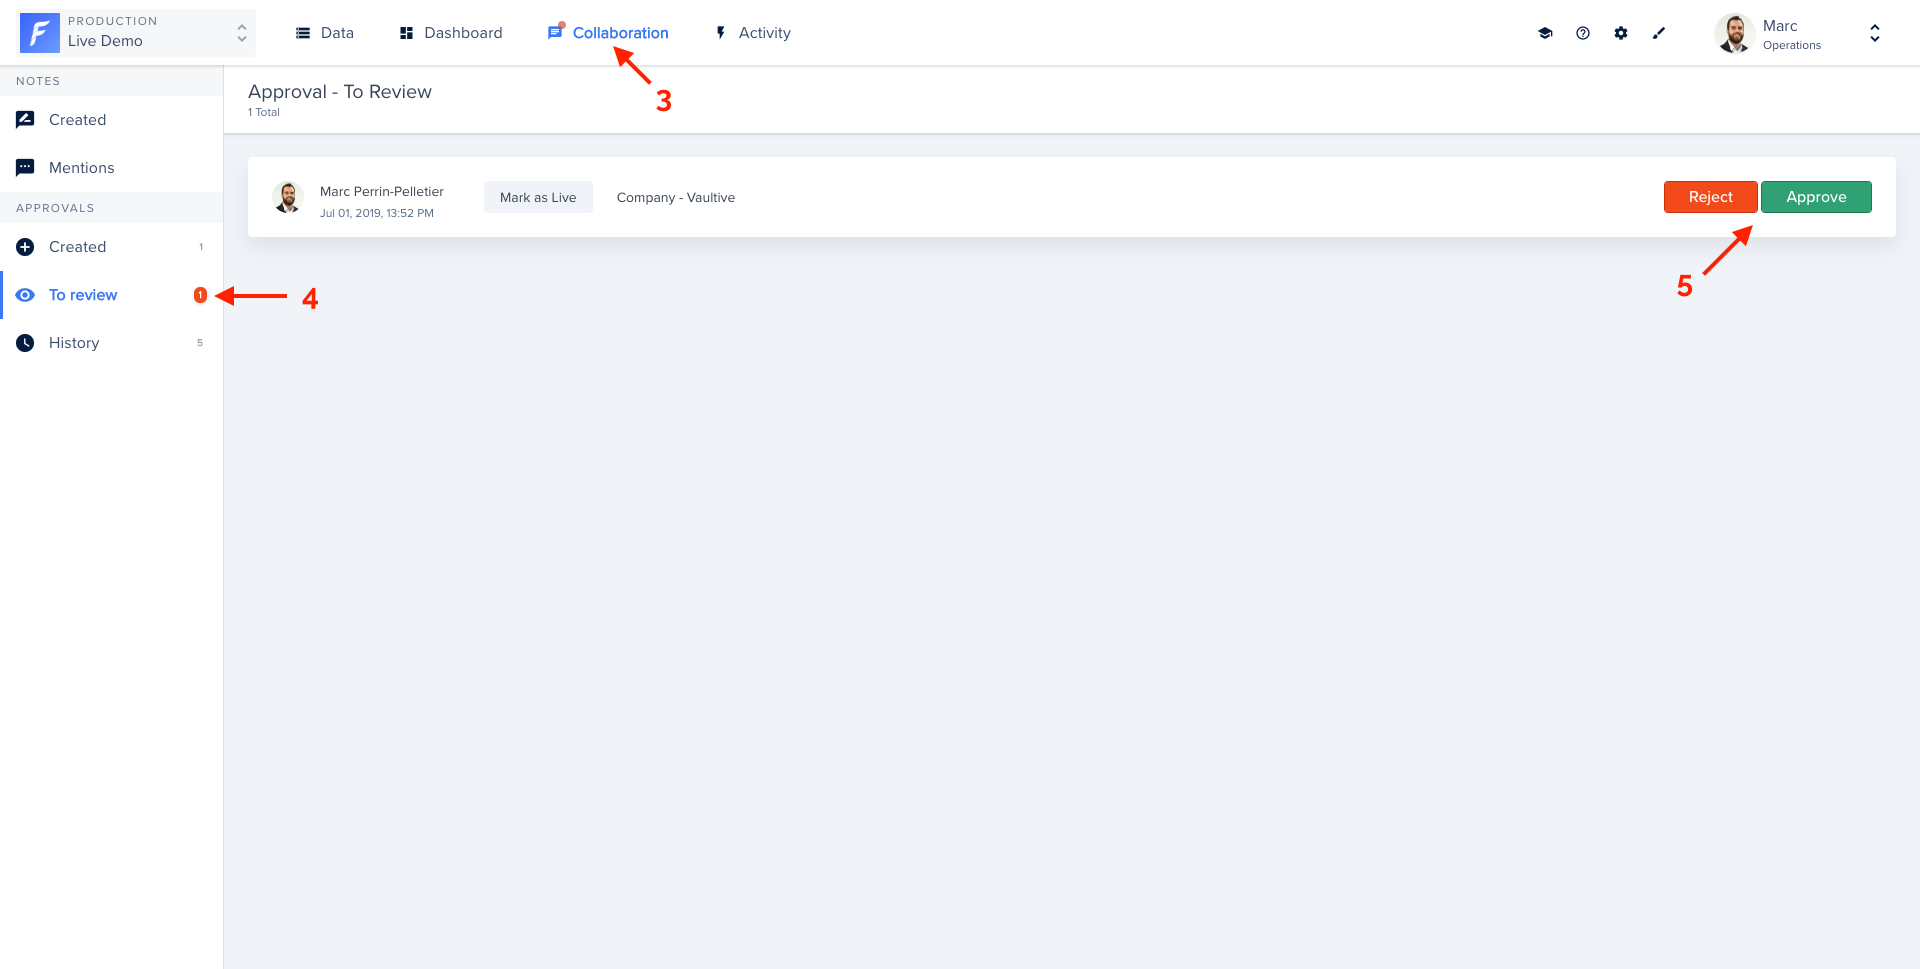 PRODUCTION
Live Demo
Data
Dashboard
Collaboration
Activity
Marc
Operations
3
NOTES
Created
Mentions
APPROVALS
Created 1
To review 1
4
History 5
Approval - To Review
1 Total
Marc Perrin-Pelletier
Jul 01, 2019, 13:52 PM
Mark as Live
Company - Vaultive
Reject
Approve
5